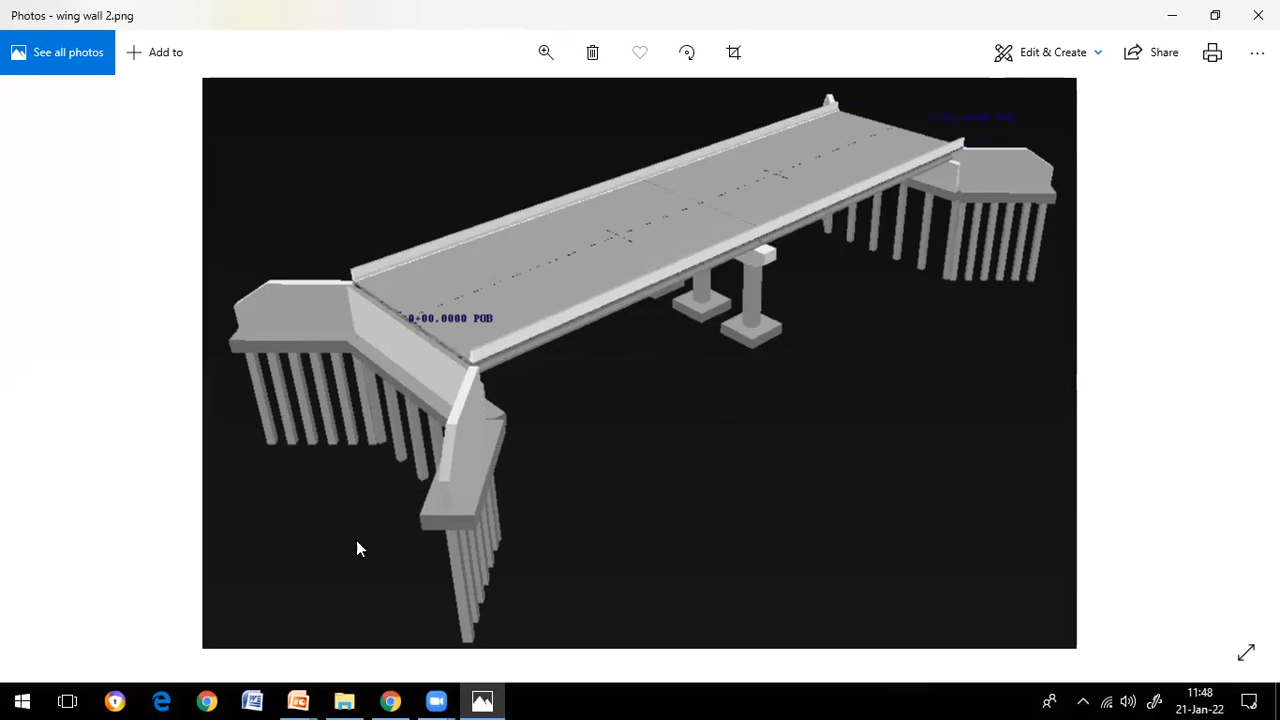 Photos - wing wall 2.png
See all photos
Add to
Edit & Create
Share
0+00.0000 POB
11:48
21-Jan-22